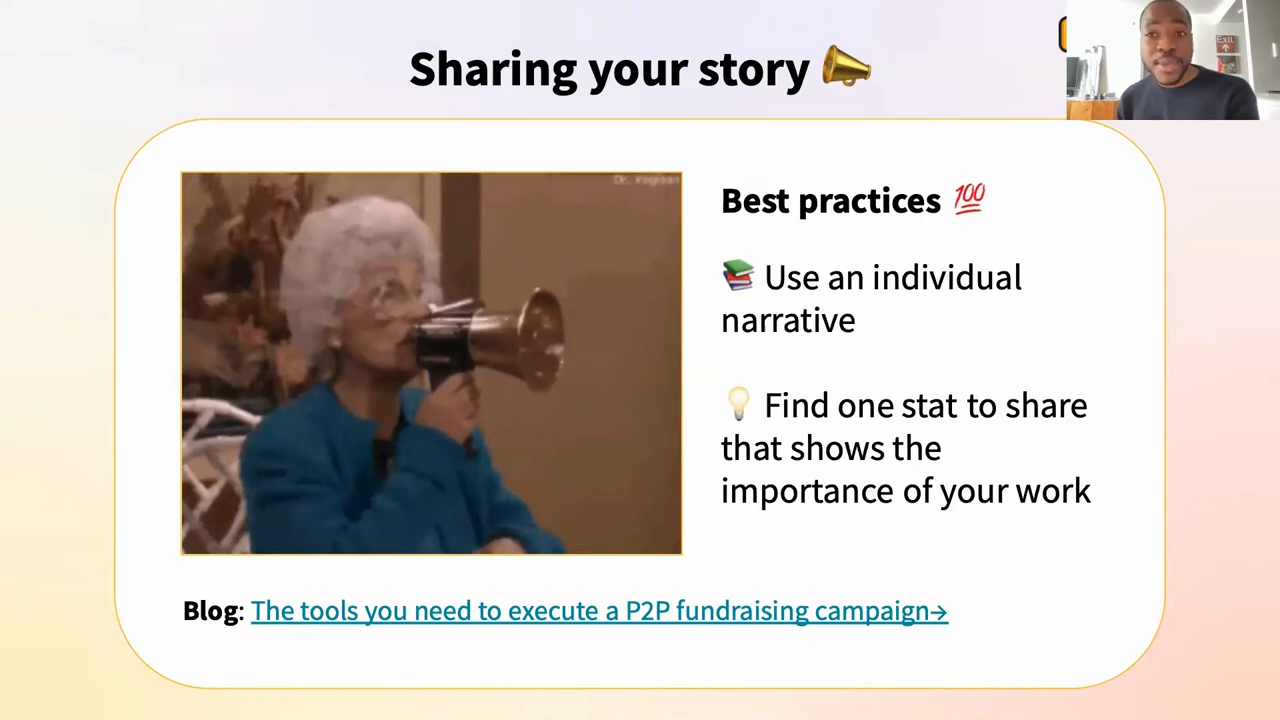 Sharing your story
Exit
Best practices 💯
📚 Use an individual
narrative
💡 Find one stat to share
that shows the
importance of your work
Blog: The tools you need to execute a P2P fundraising campaign→